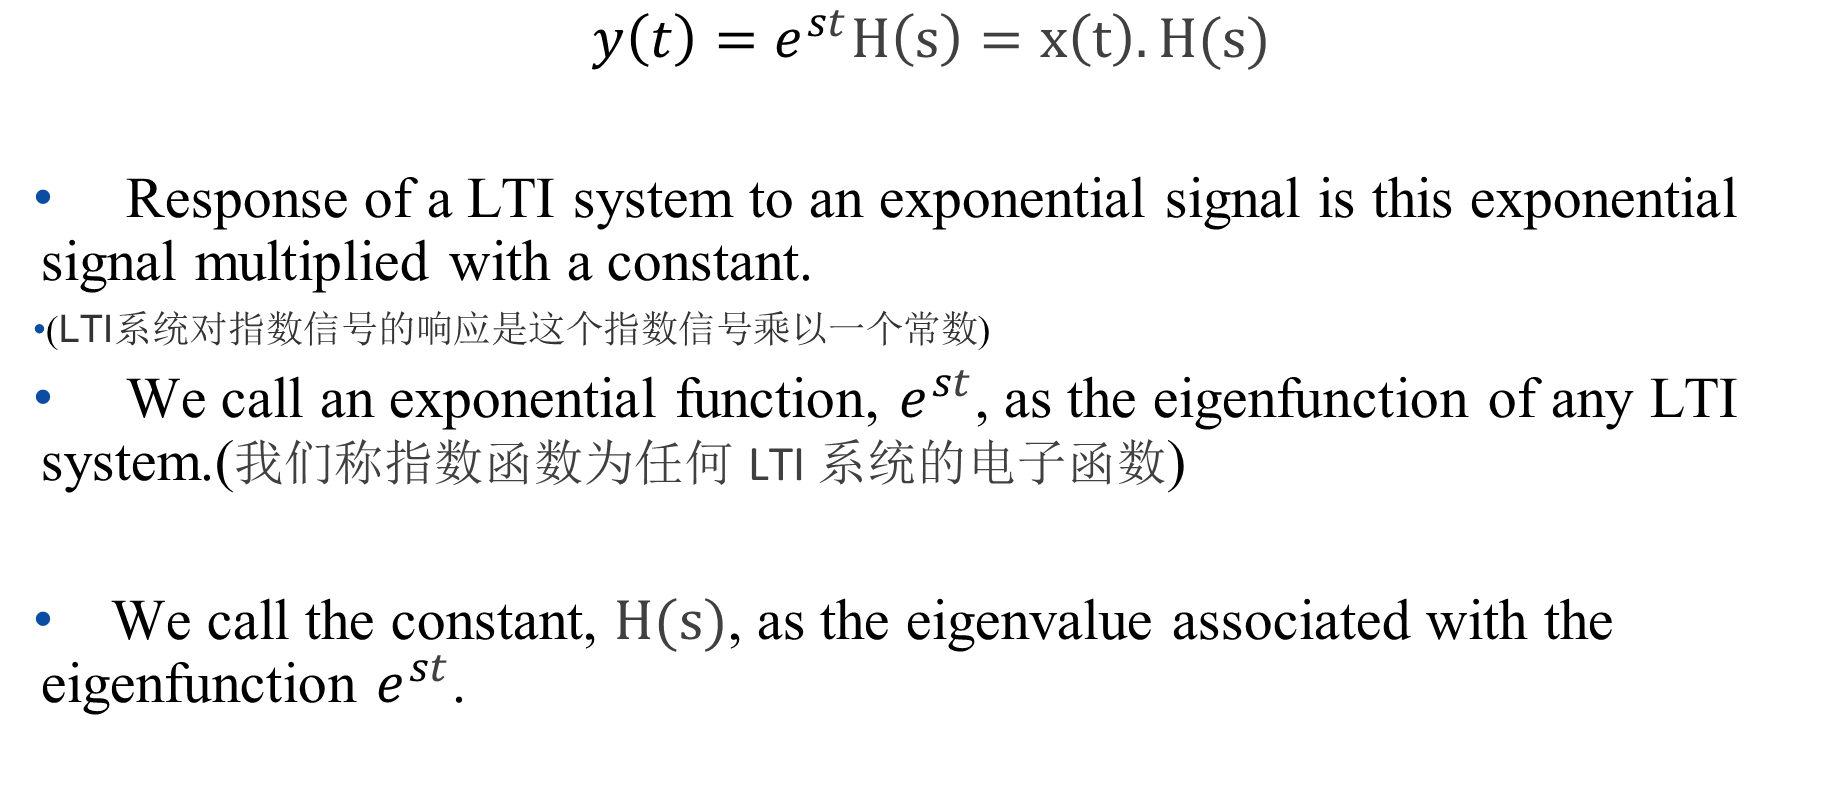 y(t) = e^{st} H(s) = x(t). H(s)
• Response of a LTI system to an exponential signal is this exponential
signal multiplied with a constant.
•(LTI系统对指数信号的响应是这个指数信号乘以一个常数)
• We call an exponential function, e^{st}, as the eigenfunction of any LTI
system.(我们称指数函数为任何 LTI 系统的电子函数)
• We call the constant, H(s), as the eigenvalue associated with the
eigenfunction e^{st}.